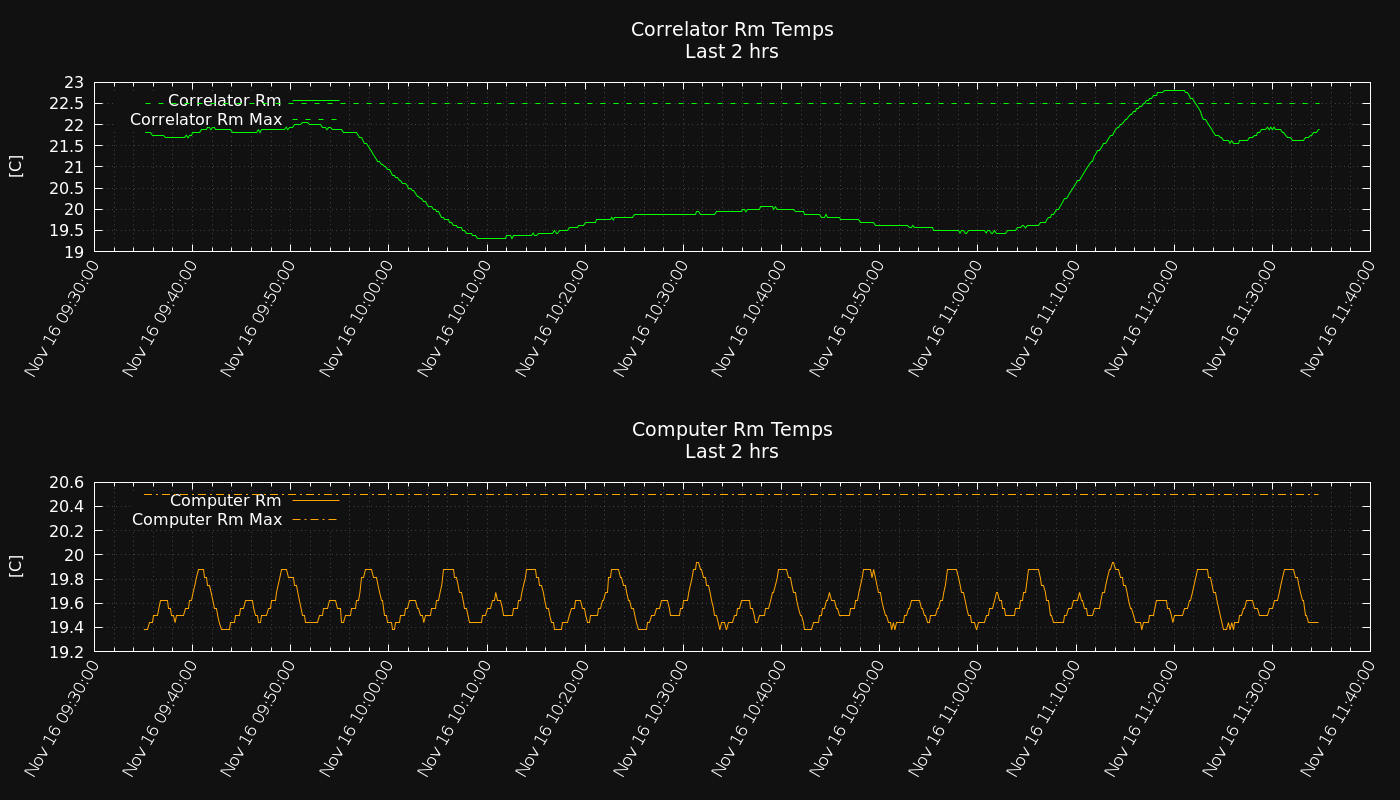 Correlator Rm Temps
Last 2 hrs
23
22.5
22
21.5
21
20.5
20
19.5
19
[C]
Correlator Rm
Correlator Rm Max
Nov 16 09:30:00
Nov 16 09:40:00
Nov 16 09:50:00
Nov 16 10:00:00
Nov 16 10:10:00
Nov 16 10:20:00
Nov 16 10:30:00
Nov 16 10:40:00
Nov 16 10:50:00
Nov 16 11:00:00
Nov 16 11:10:00
Nov 16 11:20:00
Nov 16 11:30:00
Nov 16 11:40:00
Computer Rm Temps
Last 2 hrs
20.6
20.4
20.2
20
19.8
19.6
19.4
19.2
[C]
Computer Rm
Computer Rm Max
Nov 16 09:30:00
Nov 16 09:40:00
Nov 16 09:50:00
Nov 16 10:00:00
Nov 16 10:10:00
Nov 16 10:20:00
Nov 16 10:30:00
Nov 16 10:40:00
Nov 16 10:50:00
Nov 16 11:00:00
Nov 16 11:10:00
Nov 16 11:20:00
Nov 16 11:30:00
Nov 16 11:40:00